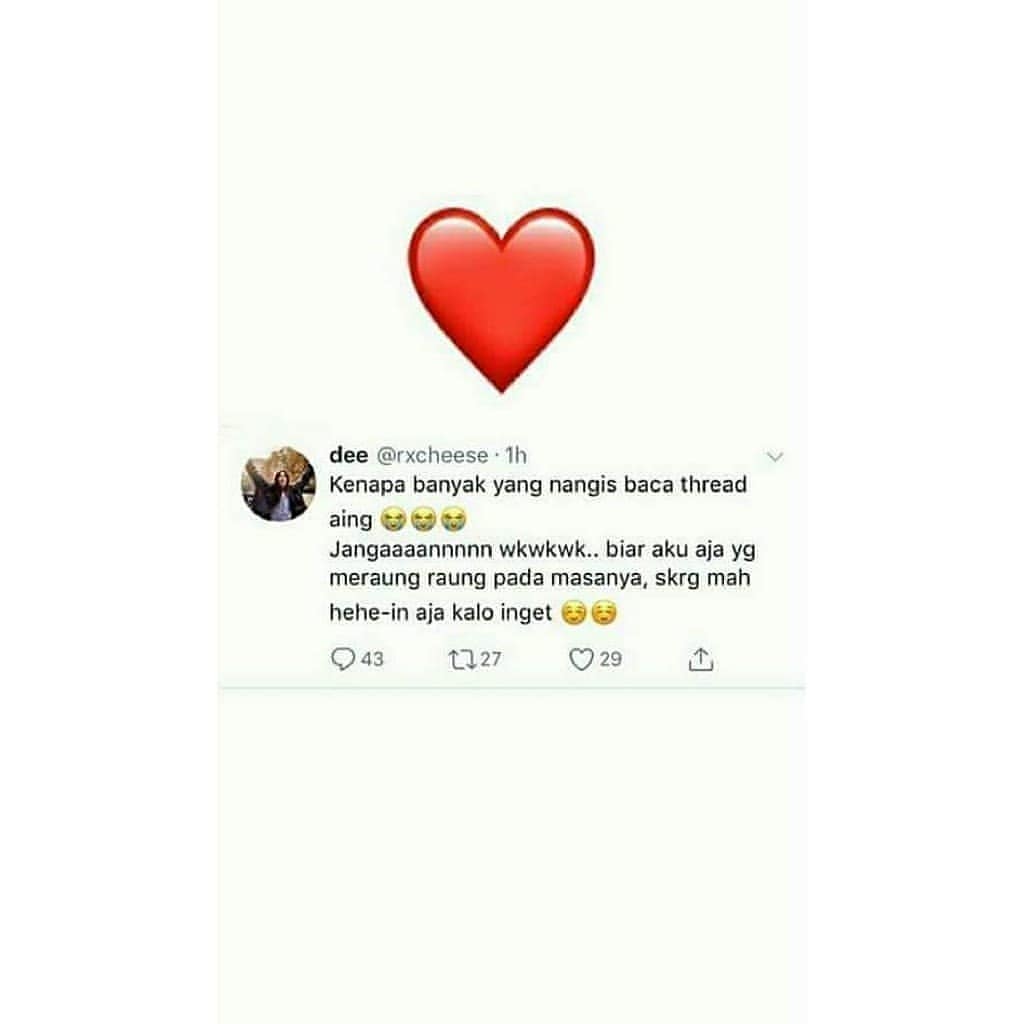 dee @rxcheese · 1h
Kenapa banyak yang nangis baca thread
aing 😭😭😭
Jangaaaannnnn wkwkwk.. biar aku aja yg
meraung raung pada masanya, skrg mah
hehe-in aja kalo inget ☺️☺️
43 27 29